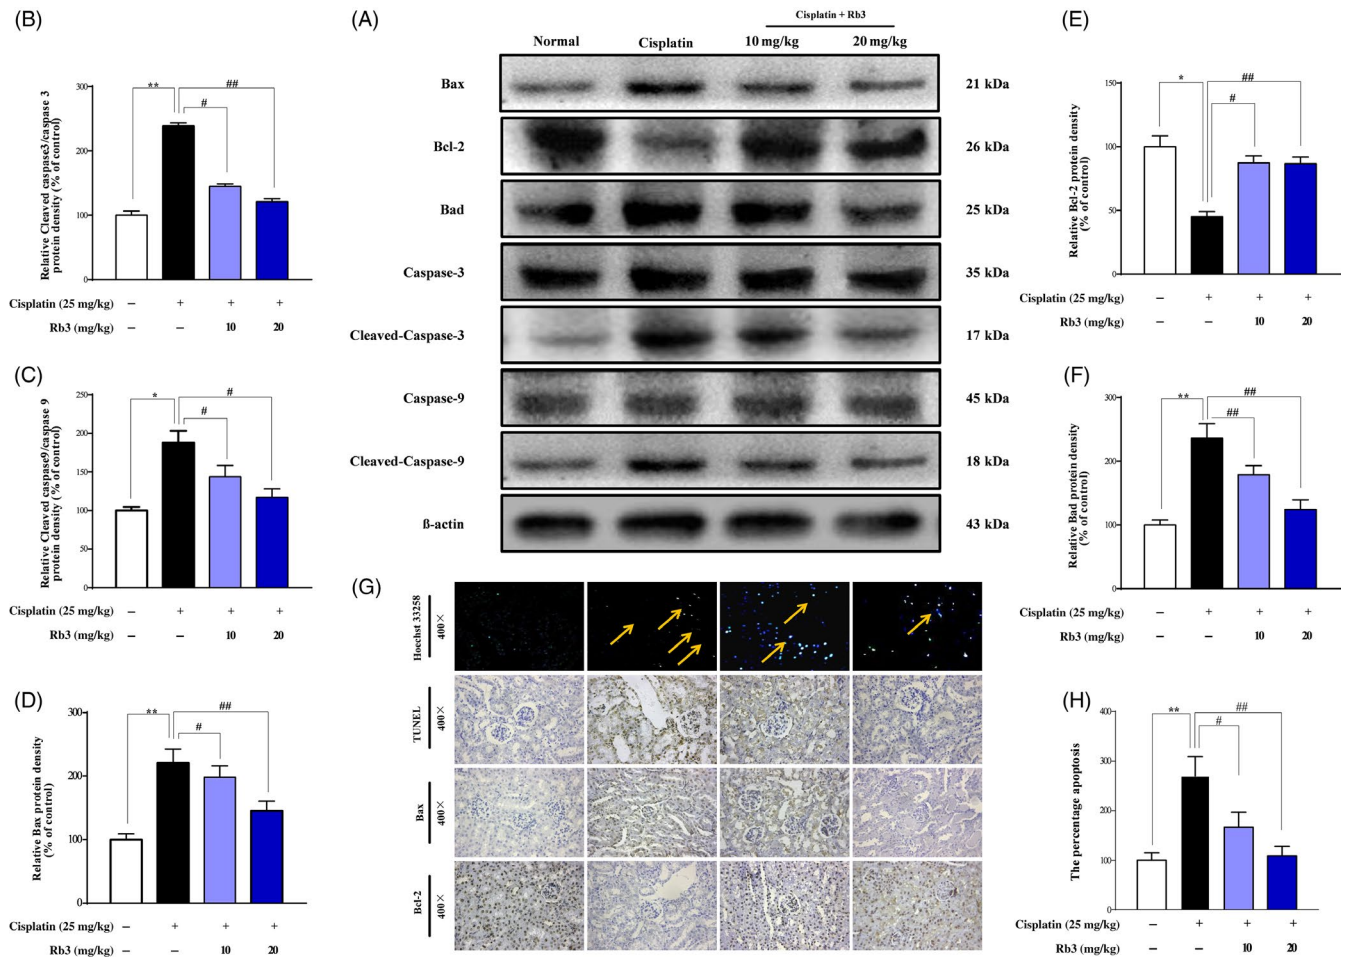 (B)
300
200
100
0
Relative Cleaved caspase3/caspase 3
protein density (% of control)
** ## #
Cisplatin (25 mg/kg) – + + +
Rb3 (mg/kg) – – 10 20
(C)
250
200
150
100
50
0
Relative Cleaved caspase9/caspase 9
protein density (% of control)
* # #
Cisplatin (25 mg/kg) – + + +
Rb3 (mg/kg) – – 10 20
(D)
300
200
100
0
Relative Bax protein density
(% of control)
** ## #
Cisplatin (25 mg/kg) – + + +
Rb3 (mg/kg) – – 10 20
(A)
Cisplatin + Rb3
Normal Cisplatin 10 mg/kg 20 mg/kg
Bax 21 kDa
Bcl-2 26 kDa
Bad 25 kDa
Caspase-3 35 kDa
Cleaved-Caspase-3 17 kDa
Caspase-9 45 kDa
Cleaved-Caspase-9 18 kDa
ß-actin 43 kDa
(G)
Hoechst 33258
400×
TUNEL
400×
Bax
400×
Bcl-2
400×
(E)
150
100
50
0
Relative Bcl-2 protein density
(% of control)
* ## #
Cisplatin (25 mg/kg) – + + +
Rb3 (mg/kg) – – 10 20
(F)
300
200
100
0
Relative Bad protein density
(% of control)
** ## ##
Cisplatin (25 mg/kg) – + + +
Rb3 (mg/kg) – – 10 20
(H)
400
300
200
100
0
The percentage apoptosis
** ## #
Cisplatin (25 mg/kg) – + + +
Rb3 (mg/kg) – – 10 20